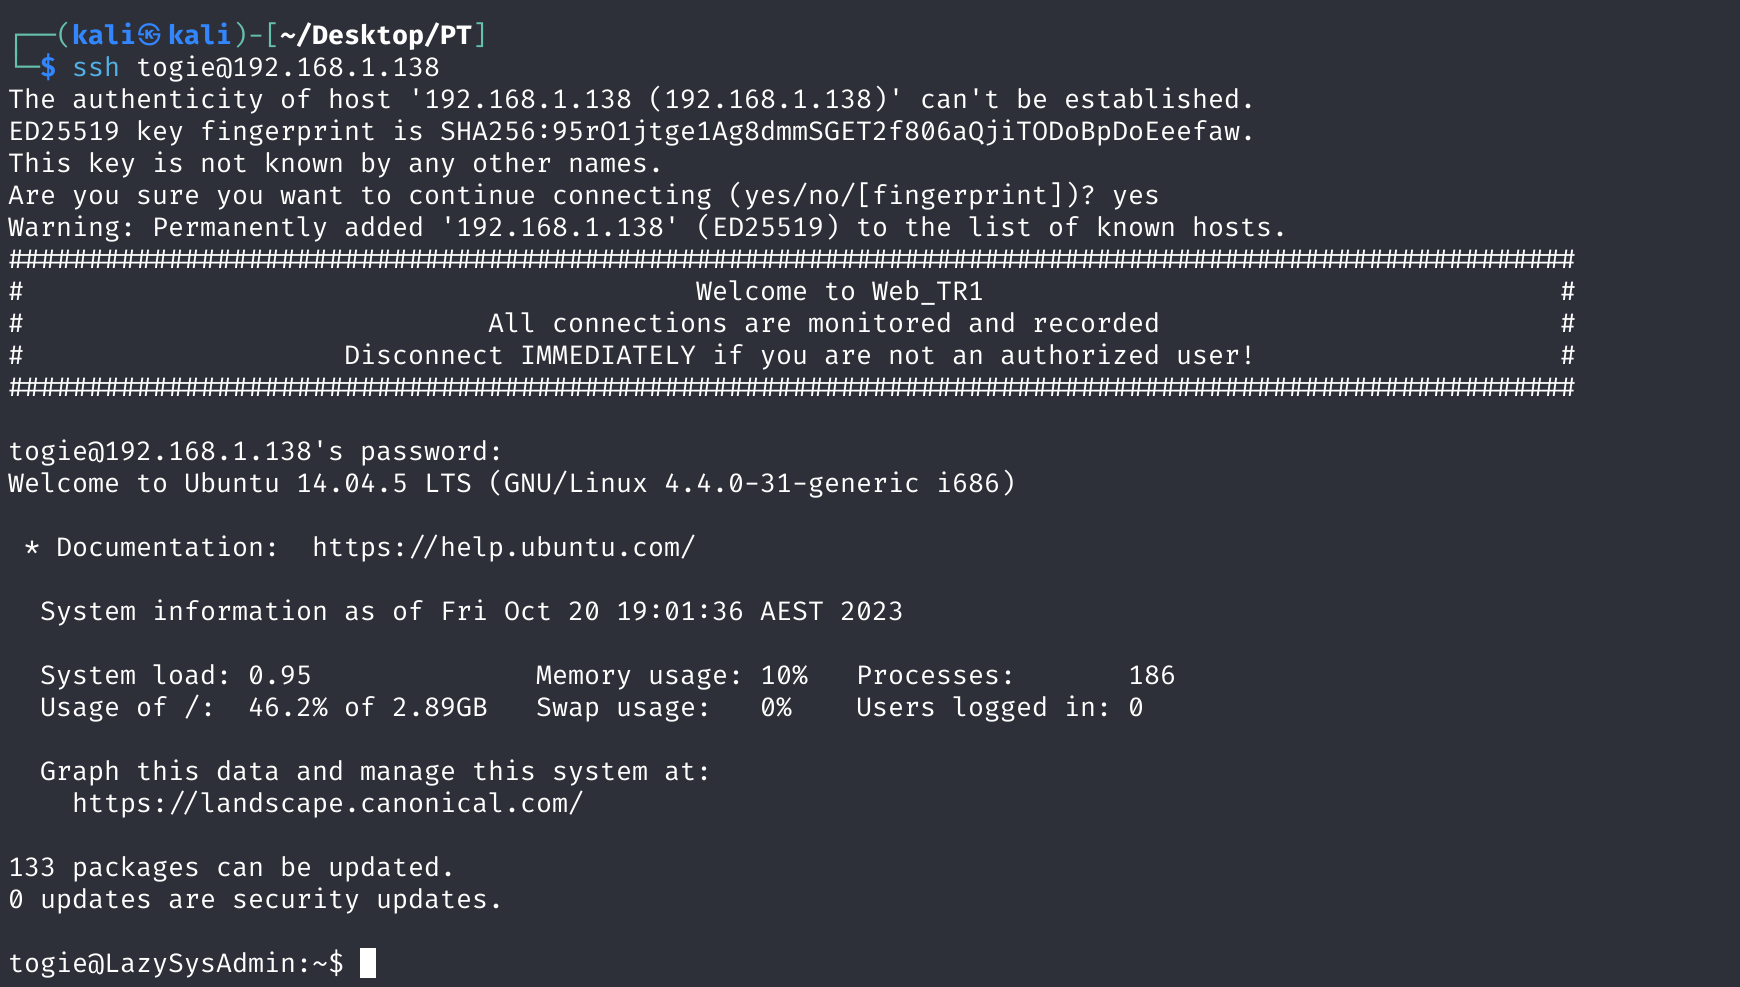 ┌──(kali㉿kali)-[~/Desktop/PT]
└─$ ssh togie@192.168.1.138
The authenticity of host '192.168.1.138 (192.168.1.138)' can't be established.
ED25519 key fingerprint is SHA256:95rO1jtge1Ag8dmmSGET2f806aQjiTODoBpDoEeefaw.
This key is not known by any other names.
Are you sure you want to continue connecting (yes/no/[fingerprint])? yes
Warning: Permanently added '192.168.1.138' (ED25519) to the list of known hosts.
##################################################################################################
# Welcome to Web_TR1 #
# All connections are monitored and recorded #
# Disconnect IMMEDIATELY if you are not an authorized user! #
##################################################################################################
togie@192.168.1.138's password:
Welcome to Ubuntu 14.04.5 LTS (GNU/Linux 4.4.0-31-generic i686)
* Documentation: https://help.ubuntu.com/
System information as of Fri Oct 20 19:01:36 AEST 2023
System load: 0.95 Memory usage: 10% Processes: 186
Usage of /: 46.2% of 2.89GB Swap usage: 0% Users logged in: 0
Graph this data and manage this system at:
https://landscape.canonical.com/
133 packages can be updated.
0 updates are security updates.
togie@LazySysAdmin:~$